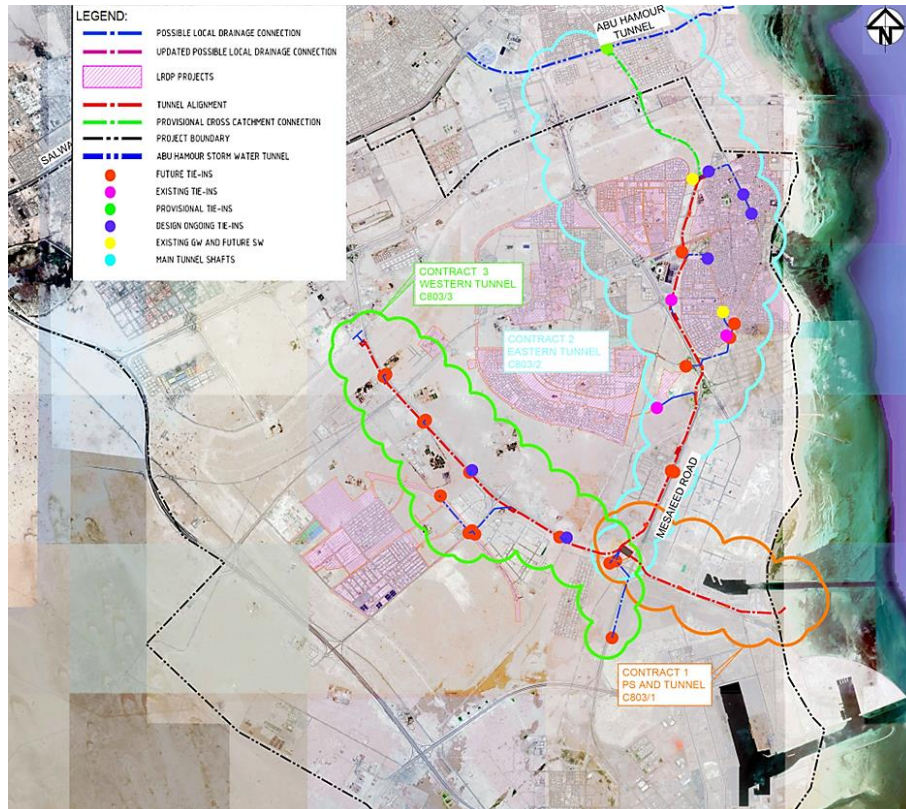 LEGEND:
POSSIBLE LOCAL DRAINAGE CONNECTION
UPDATED POSSIBLE LOCAL DRAINAGE CONNECTION
LRDP PROJECTS
TUNNEL ALIGNMENT
PROVISIONAL CROSS CATCHMENT CONNECTION
PROJECT BOUNDARY
ABU HAMOUR STORM WATER TUNNEL
FUTURE TIE-INS
EXISTING TIE-INS
PROVISIONAL TIE-INS
DESIGN ONGOING TIE-INS
EXISTING GW AND FUTURE SW
MAIN TUNNEL SHAFTS
ABU HAMOUR
TUNNEL
N
SALWA
CONTRACT 3
WESTERN TUNNEL
C803/3
CONTRACT 2
EASTERN TUNNEL
C803/2
MESAIEED ROAD
CONTRACT 1
PS AND TUNNEL
C803/1